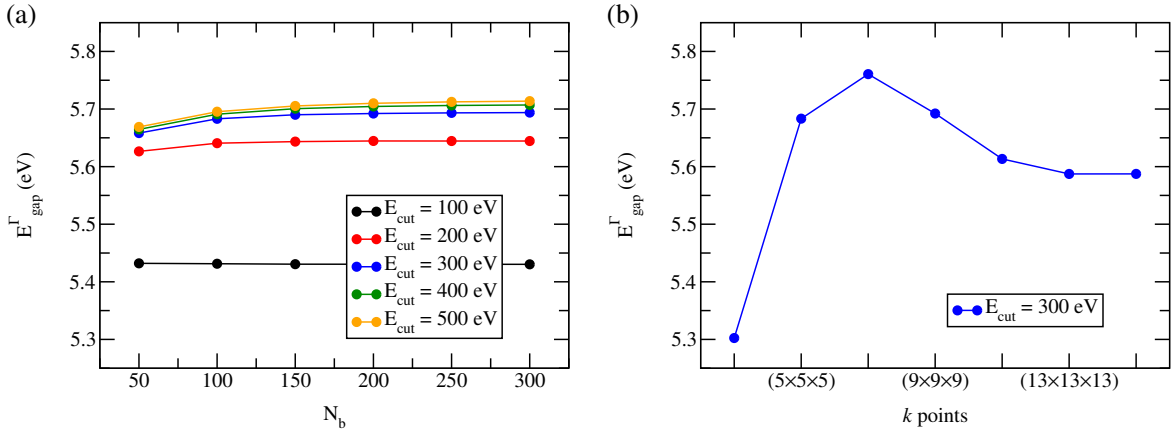 (a)
5.8
5.7
5.6
5.5
5.4
5.3
E^Γ_gap (eV)
50 100 150 200 250 300
N_b
E_cut = 100 eV
E_cut = 200 eV
E_cut = 300 eV
E_cut = 400 eV
E_cut = 500 eV
(b)
5.8
5.7
5.6
5.5
5.4
5.3
E^Γ_gap (eV)
(5×5×5) (9×9×9) (13×13×13)
k points
E_cut = 300 eV